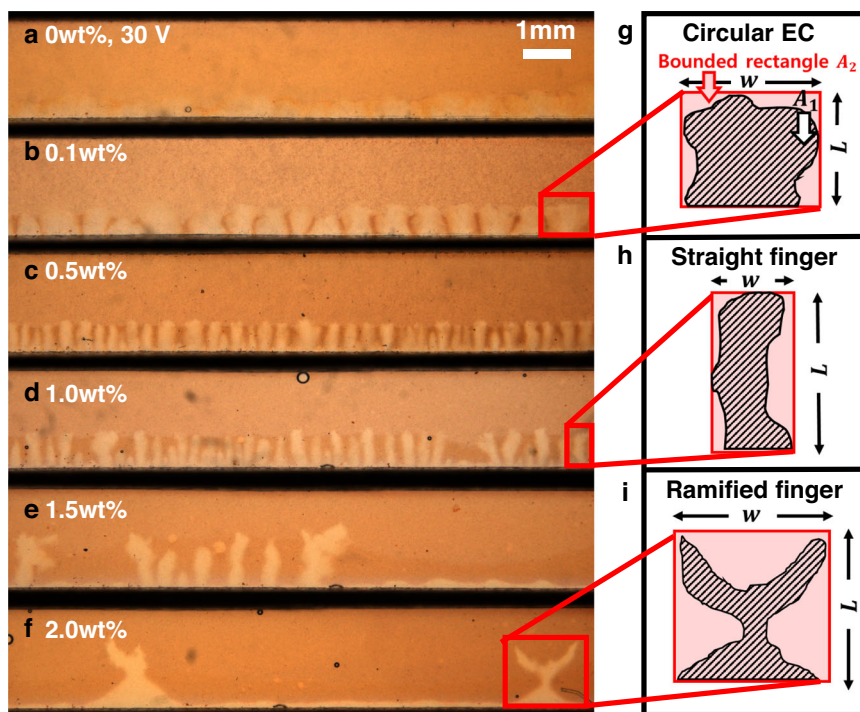 a 0wt%, 30 V
1mm
b 0.1wt%
c 0.5wt%
d 1.0wt%
e 1.5wt%
f 2.0wt%
g Circular EC
Bounded rectangle A₂
w
A₁
L
h Straight finger
w
L
i Ramified finger
w
L